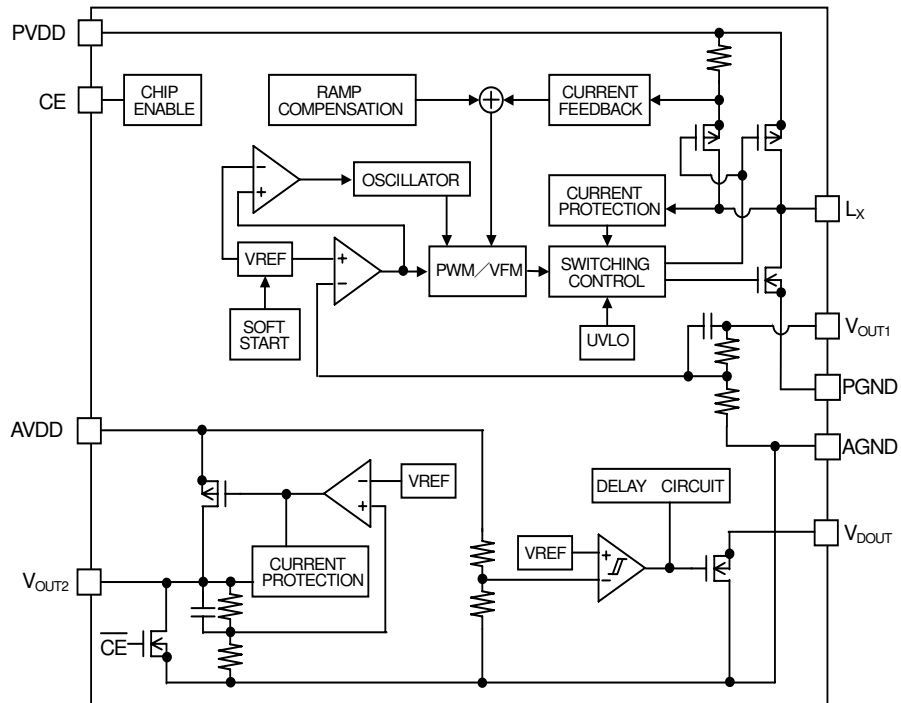 PVDD
CE
CHIP
ENABLE
RAMP
COMPENSATION
+
CURRENT
FEEDBACK
−
+
OSCILLATOR
CURRENT
PROTECTION
LX
VREF
+
−
PWM/VFM
SWITCHING
CONTROL
SOFT
START
UVLO
VOUT1
PGND
AVDD
AGND
−
+
VREF
DELAY CIRCUIT
CURRENT
PROTECTION
VREF
+
−
VDOUT
VOUT2
C̅E̅